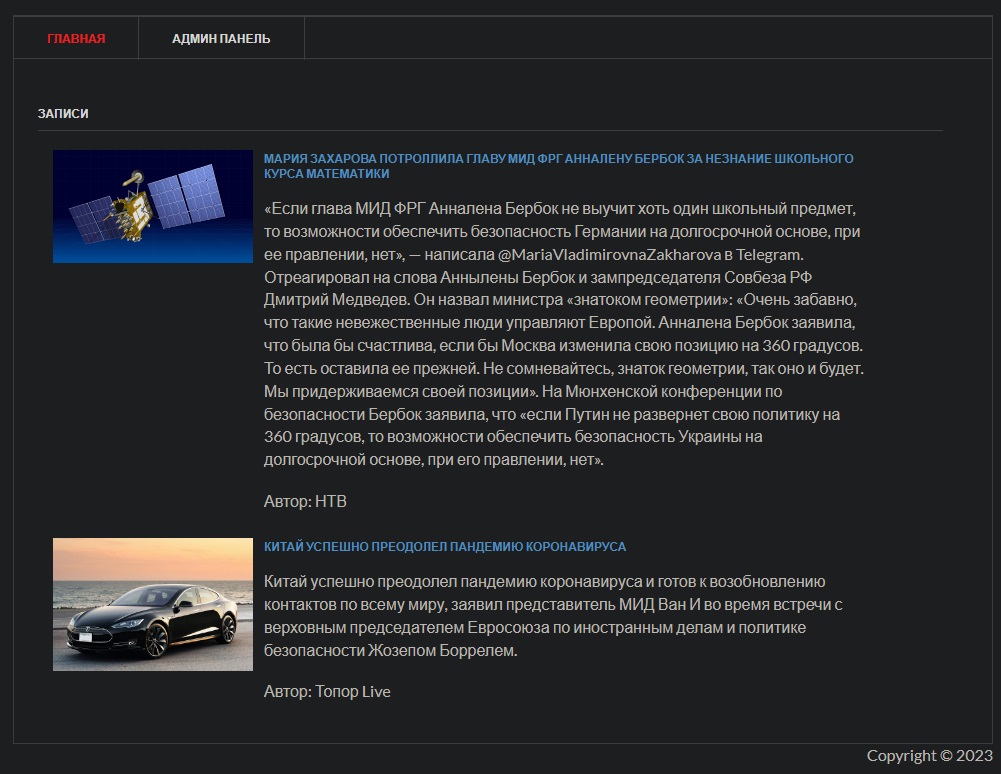 ГЛАВНАЯ АДМИН ПАНЕЛЬ
ЗАПИСИ
МАРИЯ ЗАХАРОВА ПОТРОЛЛИЛА ГЛАВУ МИД ФРГ АННАЛЕНУ БЕРБОК ЗА НЕЗНАНИЕ ШКОЛЬНОГО
КУРСА МАТЕМАТИКИ
«Если глава МИД ФРГ Анналена Бербок не выучит хоть один школьный предмет,
то возможности обеспечить безопасность Германии на долгосрочной основе, при
ее правлении, нет», — написала @MariaVladimirovnaZakharova в Telegram.
Отреагировал на слова Аннылены Бербок и зампредседателя Совбеза РФ
Дмитрий Медведев. Он назвал министра «знатоком геометрии»: «Очень забавно,
что такие невежественные люди управляют Европой. Анналена Бербок заявила,
что была бы счастлива, если бы Москва изменила свою позицию на 360 градусов.
То есть оставила ее прежней. Не сомневайтесь, знаток геометрии, так оно и будет.
Мы придерживаемся своей позиции». На Мюнхенской конференции по
безопасности Бербок заявила, что «если Путин не развернет свою политику на
360 градусов, то возможности обеспечить безопасность Украины на
долгосрочной основе, при его правлении, нет».
Автор: НТВ
КИТАЙ УСПЕШНО ПРЕОДОЛЕЛ ПАНДЕМИЮ КОРОНАВИРУСА
Китай успешно преодолел пандемию коронавируса и готов к возобновлению
контактов по всему миру, заявил представитель МИД Ван И во время встречи с
верховным председателем Евросоюза по иностранным делам и политике
безопасности Жозепом Боррелем.
Автор: Топор Live
Copyright © 2023